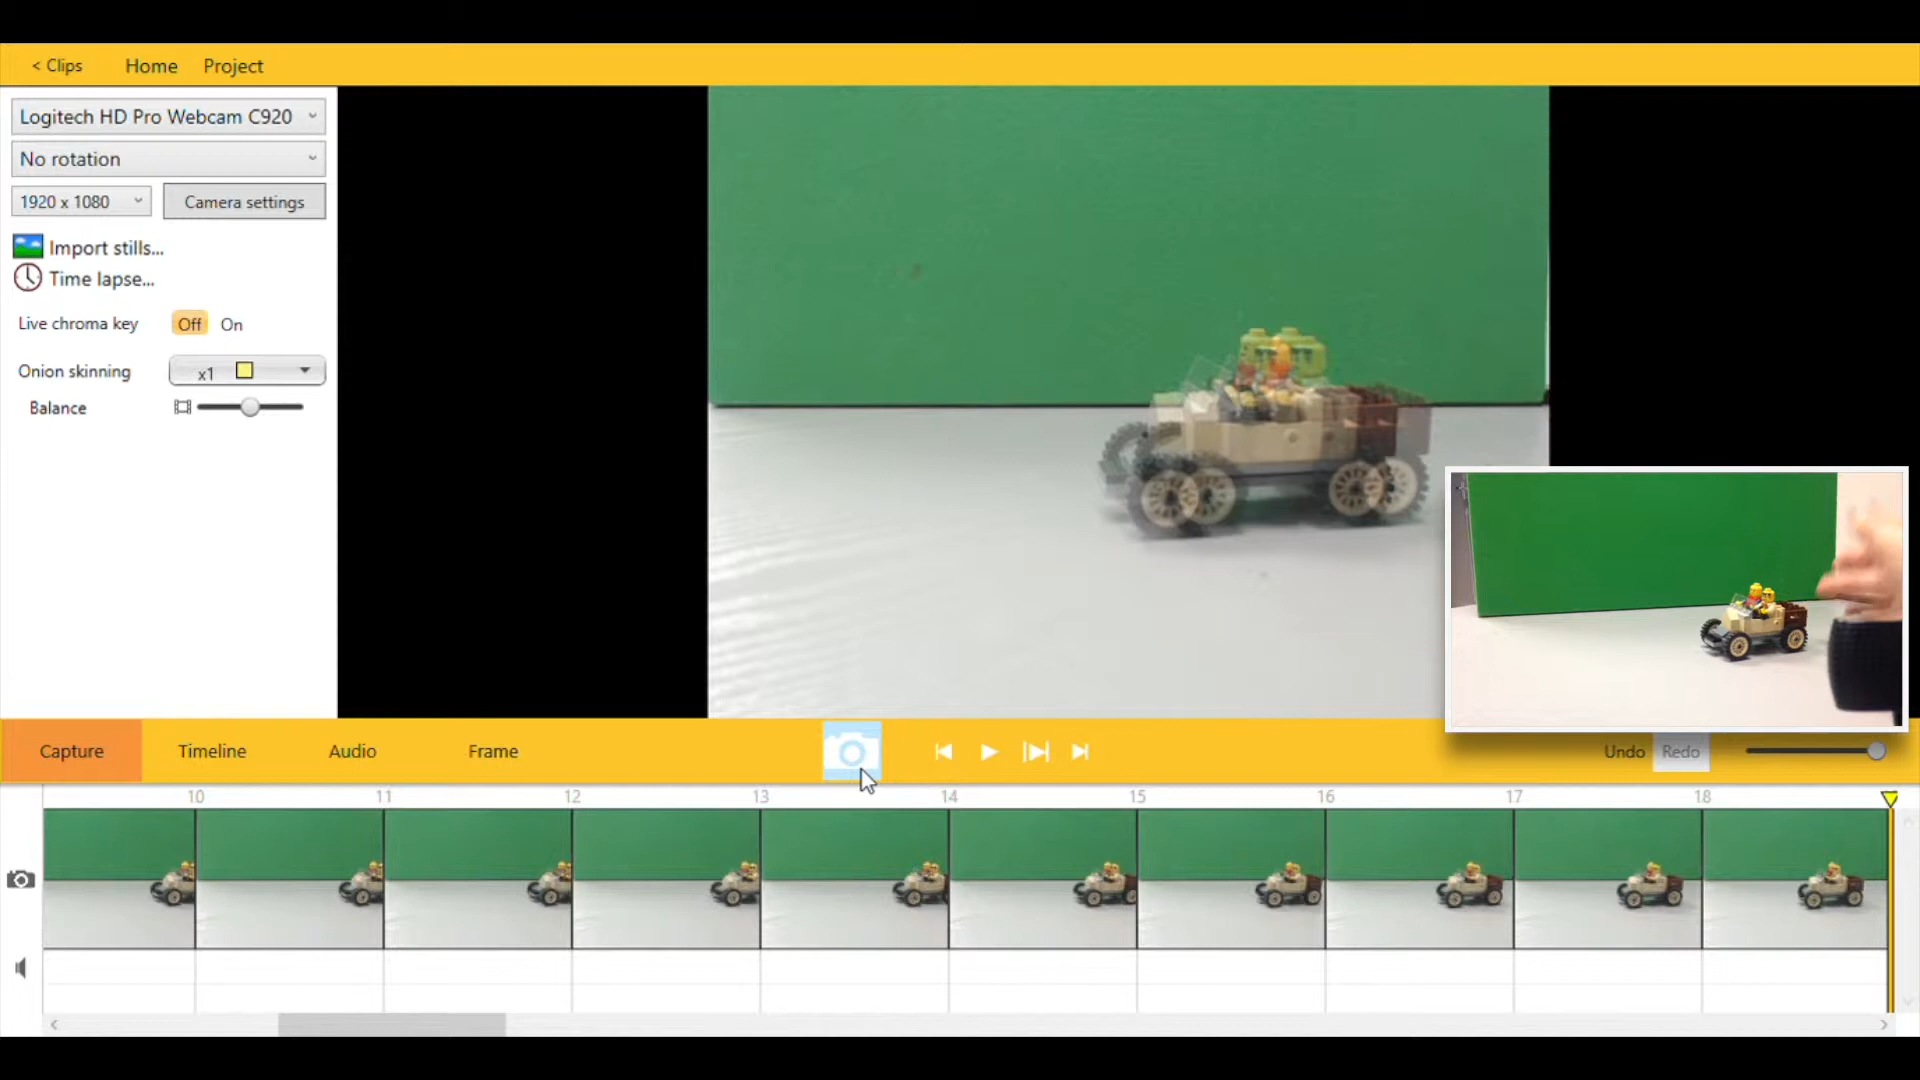 < Clips Home Project
Logitech HD Pro Webcam C920
No rotation
1920 x 1080 Camera settings
Import stills...
Time lapse...
Live chroma key Off On
Onion skinning x1
Balance
Capture Timeline Audio Frame Undo Redo
10 11 12 13 14 15 16 17 18